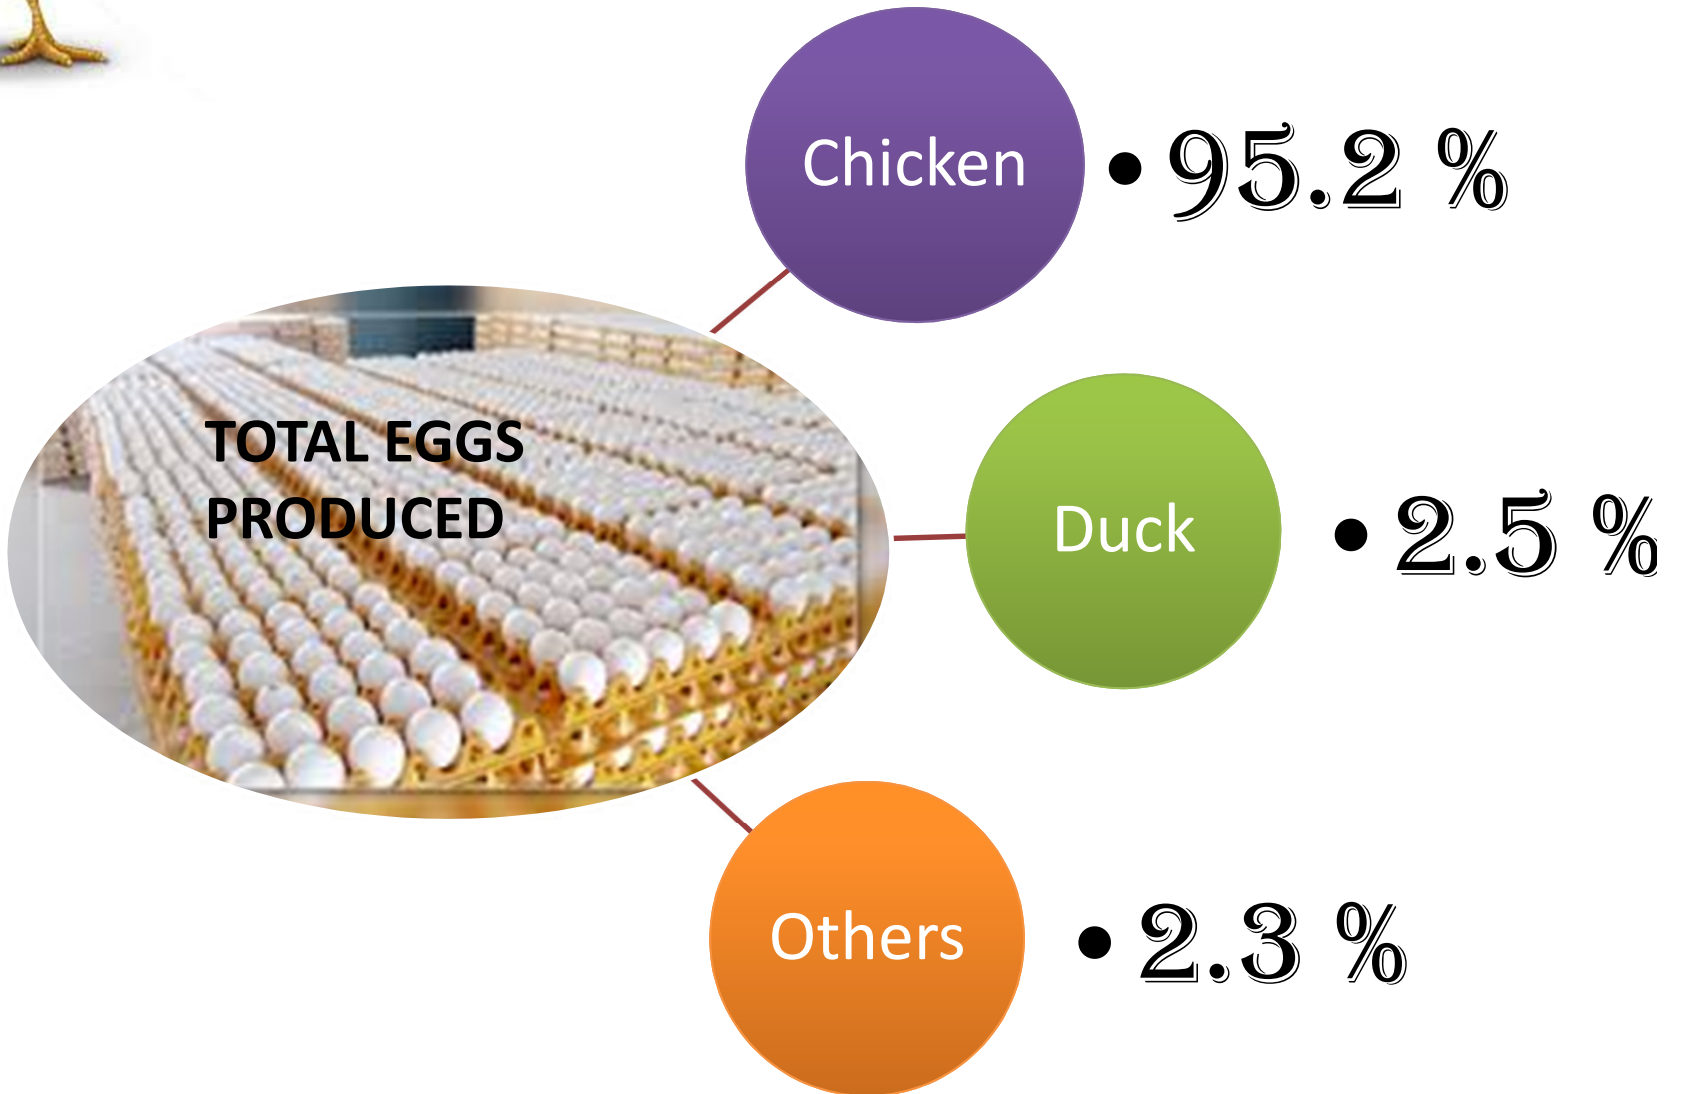 Chicken
• 95.2 %
TOTAL EGGS
PRODUCED
Duck
• 2.5 %
Others
• 2.3 %